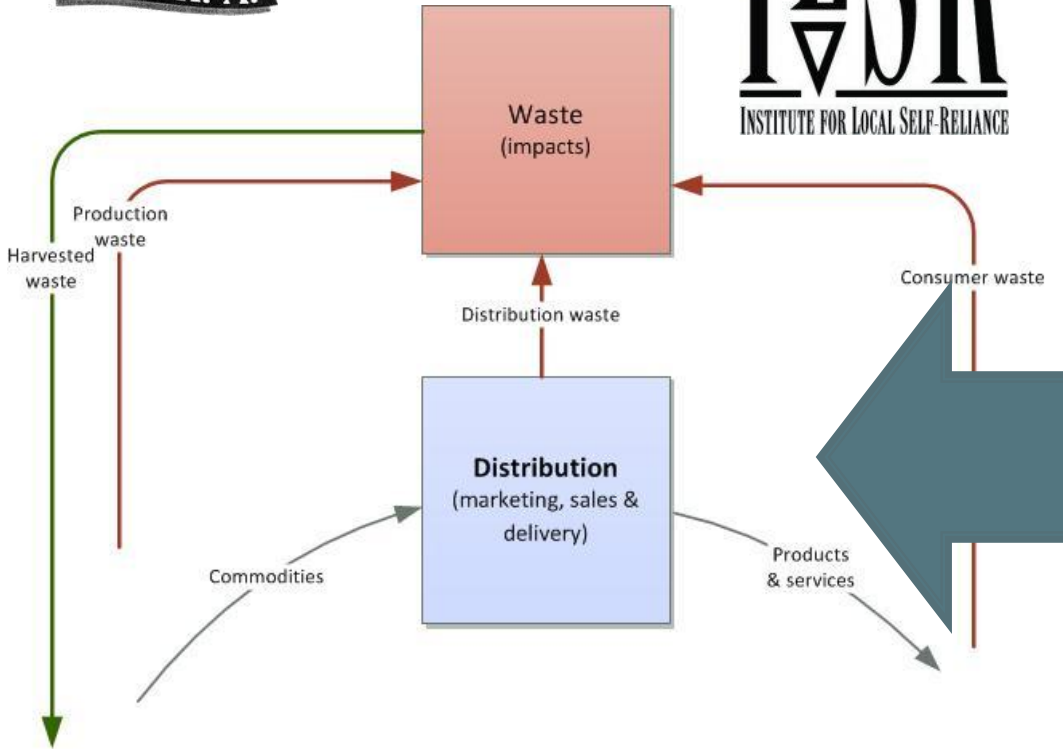 Waste
(impacts)
INSTITUTE FOR LOCAL SELF-RELIANCE
Production
waste
Harvested
waste
Consumer waste
Distribution waste
Distribution
(marketing, sales &
delivery)
Commodities
Products
& services